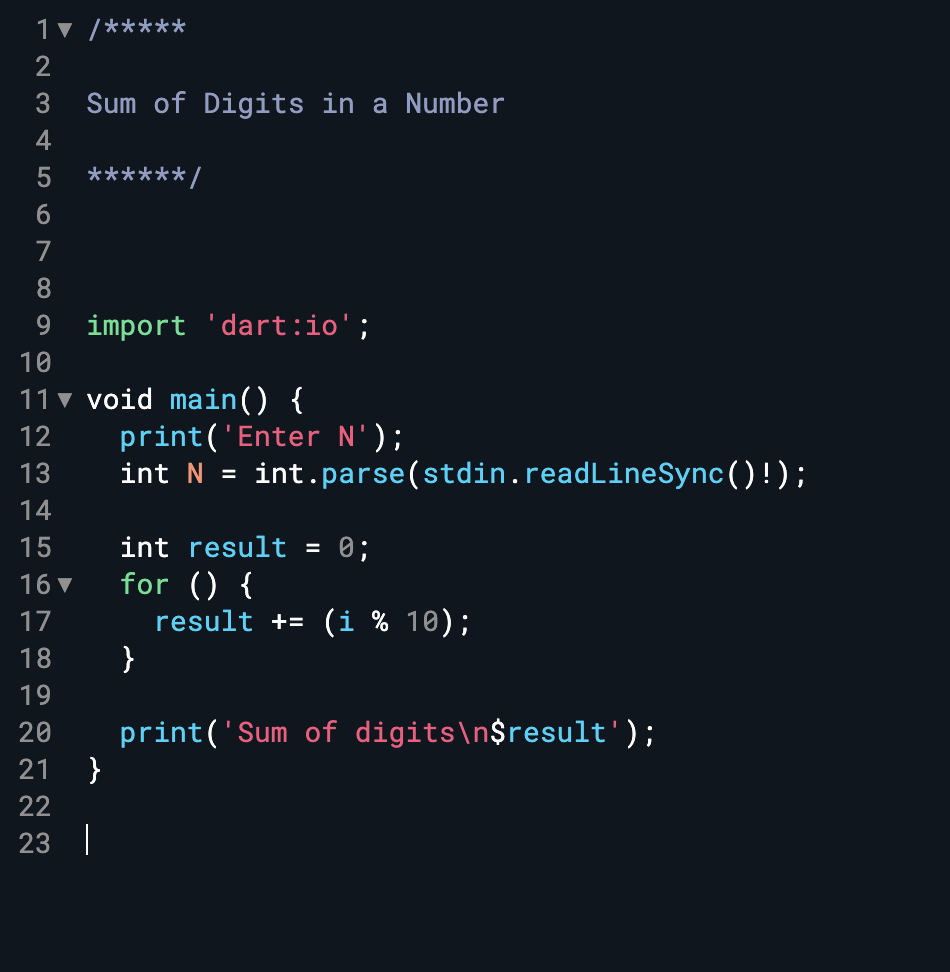 1 ▼ /*****
2
3 Sum of Digits in a Number
4
5 ******/
6
7
8
9 import 'dart:io';
10
11 ▼ void main() {
12   print('Enter N');
13   int N = int.parse(stdin.readLineSync()!);
14
15   int result = 0;
16 ▼   for () {
17     result += (i % 10);
18   }
19
20   print('Sum of digits\n$result');
21 }
22
23